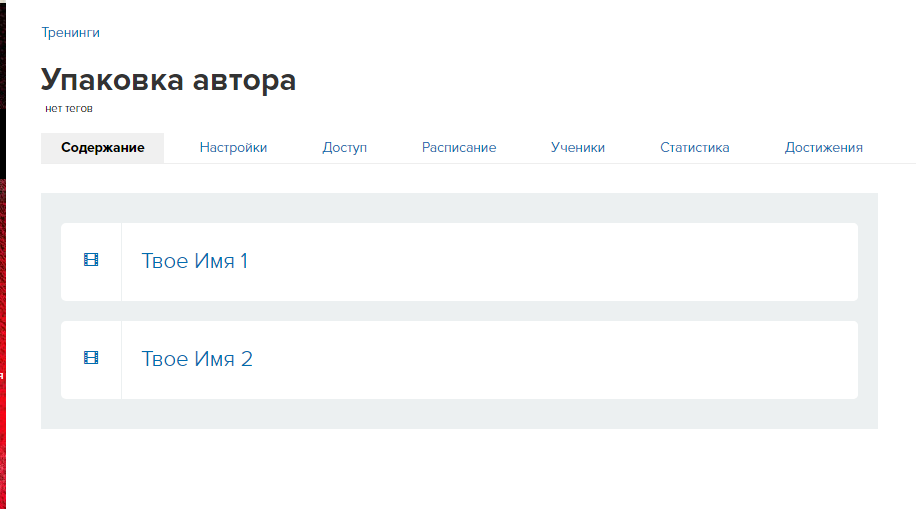 Тренинги
Упаковка автора
нет тегов
Содержание Настройки Доступ Расписание Ученики Статистика Достижения
Твое Имя 1
Твое Имя 2
я